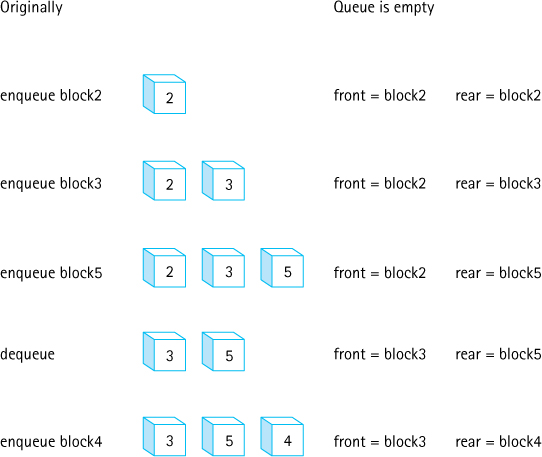 Originally Queue is empty
enqueue block2 2 front = block2 rear = block2
enqueue block3 2 3 front = block2 rear = block3
enqueue block5 2 3 5 front = block2 rear = block5
dequeue 3 5 front = block3 rear = block5
enqueue block4 3 5 4 front = block3 rear = block4